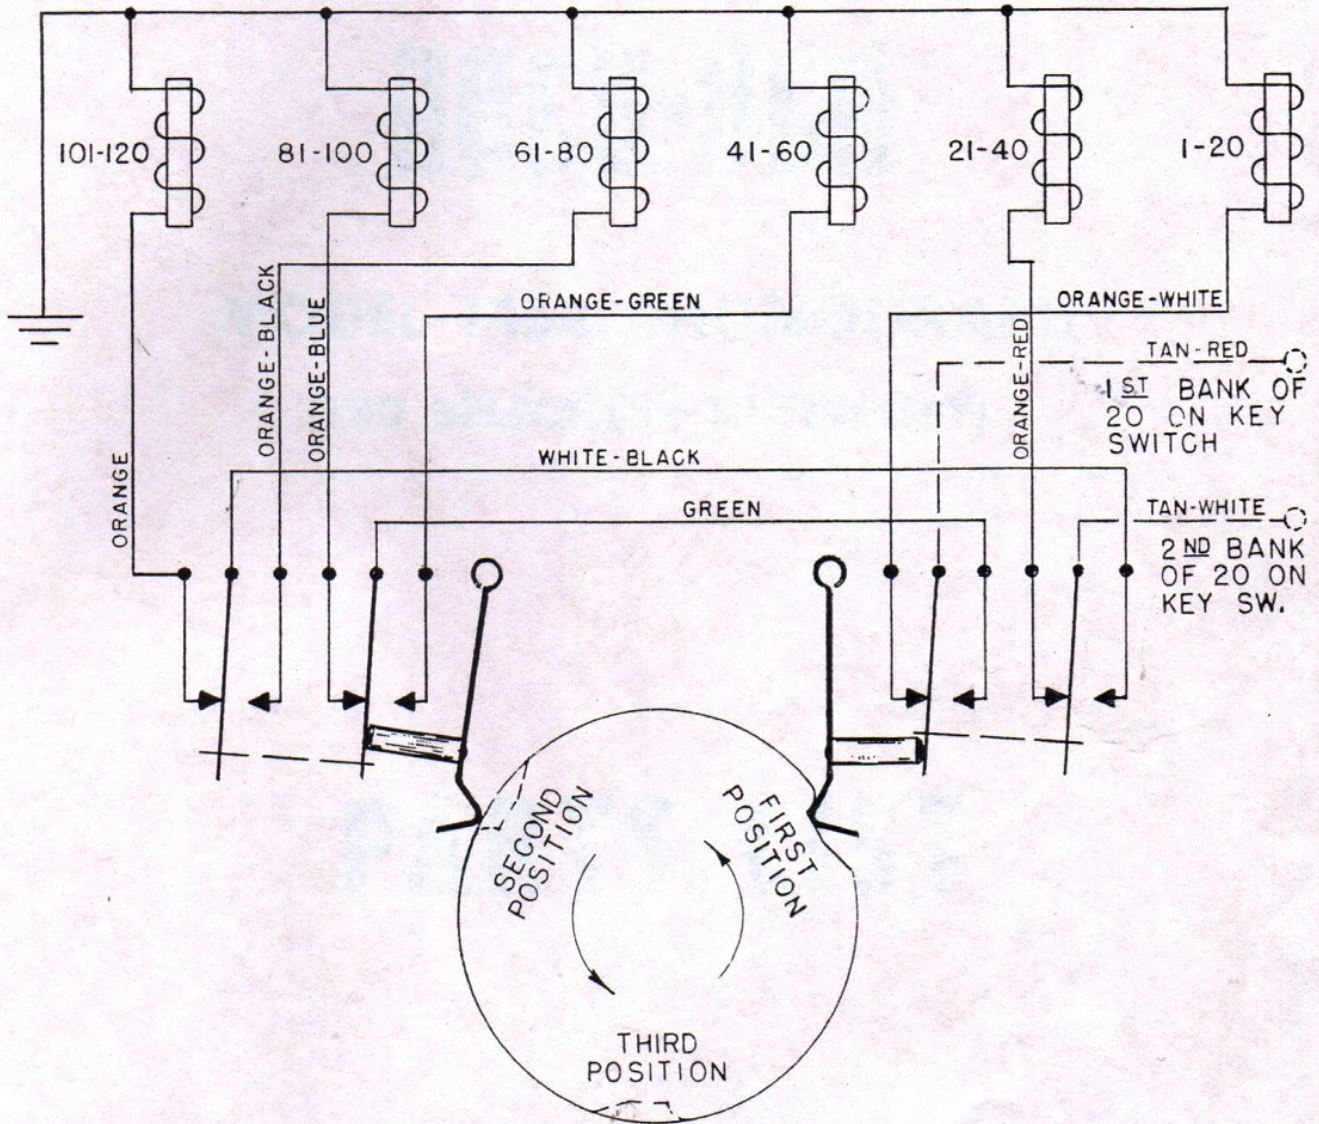 101-120
81-100
61-80
41-60
21-40
1-20
ORANGE
ORANGE-BLACK
ORANGE-BLUE
ORANGE-GREEN
ORANGE-RED
ORANGE-WHITE
TAN-RED
1ST BANK OF
20 ON KEY
SWITCH
WHITE-BLACK
GREEN
TAN-WHITE
2ND BANK
OF 20 ON
KEY SW.
SECOND
POSITION
FIRST
POSITION
THIRD
POSITION